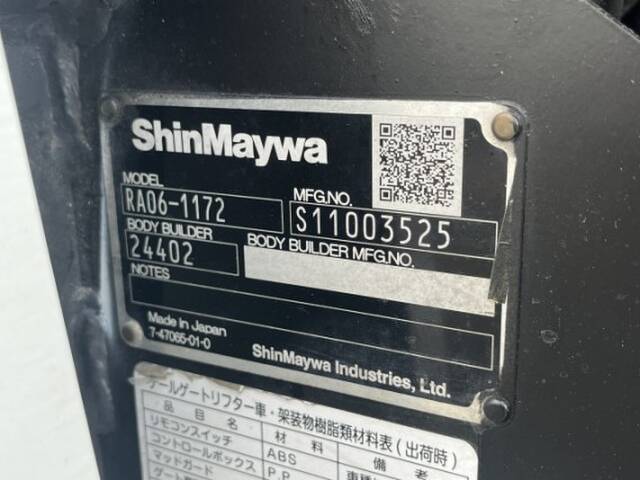 ShinMaywa
MODEL
RA06-1172
MFG.NO.
S11003525
BODY BUILDER
24402
BODY BUILDER MFG.NO.
NOTES
Made in Japan
7-47065-01-0
ShinMaywa Industries, Ltd.
テールゲートリフター車・架装物樹脂類材料表(出荷時)
品目名 材料 備考
リモコンスイッチ ABS
コントロールボックス P.P
マッドガード